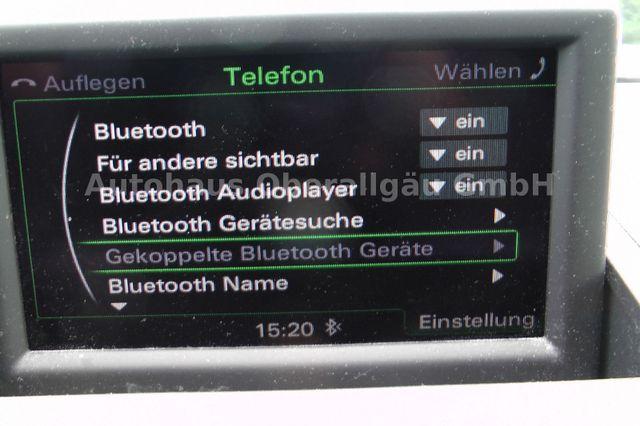 Auflegen Telefon Wählen
Bluetooth ein
Für andere sichtbar ein
Autohaus Oberallgäu GmbH
Bluetooth Audioplayer ein
Bluetooth Gerätesuche
Gekoppelte Bluetooth Geräte
Bluetooth Name
15:20 Einstellung